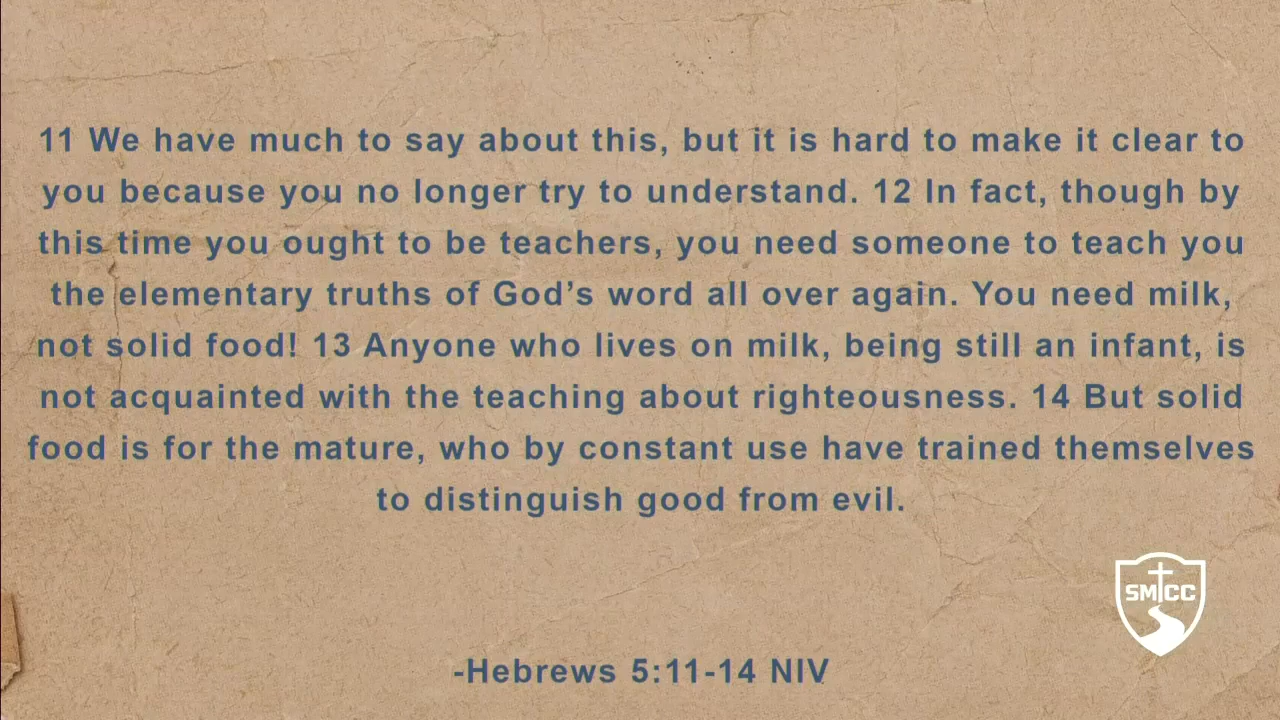 11 We have much to say about this, but it is hard to make it clear to
you because you no longer try to understand. 12 In fact, though by
this time you ought to be teachers, you need someone to teach you
the elementary truths of God’s word all over again. You need milk,
not solid food! 13 Anyone who lives on milk, being still an infant, is
not acquainted with the teaching about righteousness. 14 But solid
food is for the mature, who by constant use have trained themselves
to distinguish good from evil.
SMCC
-Hebrews 5:11-14 NIV